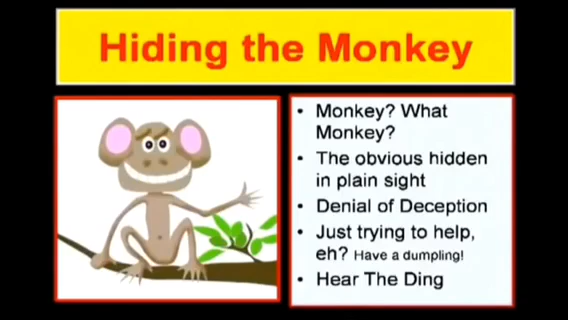 Hiding the Monkey
• Monkey? What
Monkey?
• The obvious hidden
in plain sight
• Denial of Deception
• Just trying to help,
eh? Have a dumpling!
• Hear The Ding